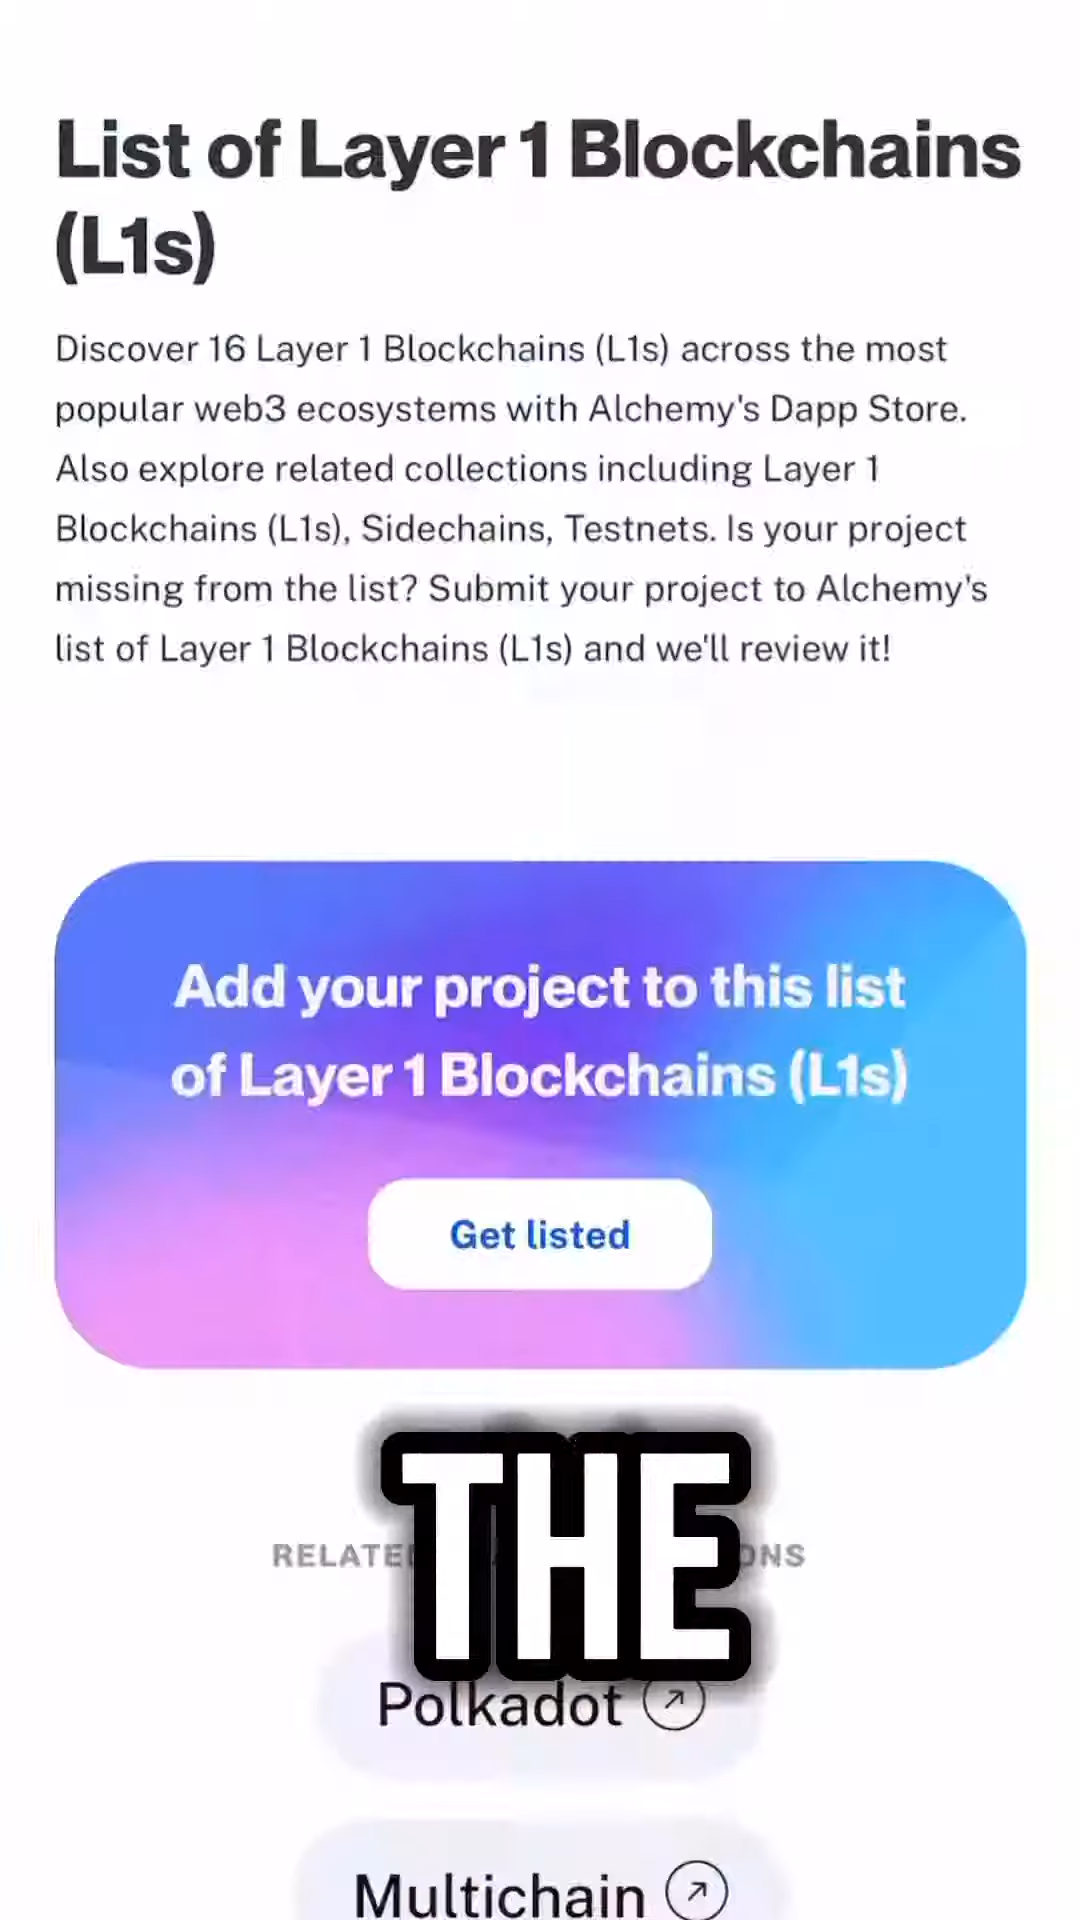 List of Layer 1 Blockchains
(L1s)
Discover 16 Layer 1 Blockchains (L1s) across the most
popular web3 ecosystems with Alchemy's Dapp Store.
Also explore related collections including Layer 1
Blockchains (L1s), Sidechains, Testnets. Is your project
missing from the list? Submit your project to Alchemy's
list of Layer 1 Blockchains (L1s) and we'll review it!
Add your project to this list
of Layer 1 Blockchains (L1s)
Get listed
THE
Polkadot
Multichain